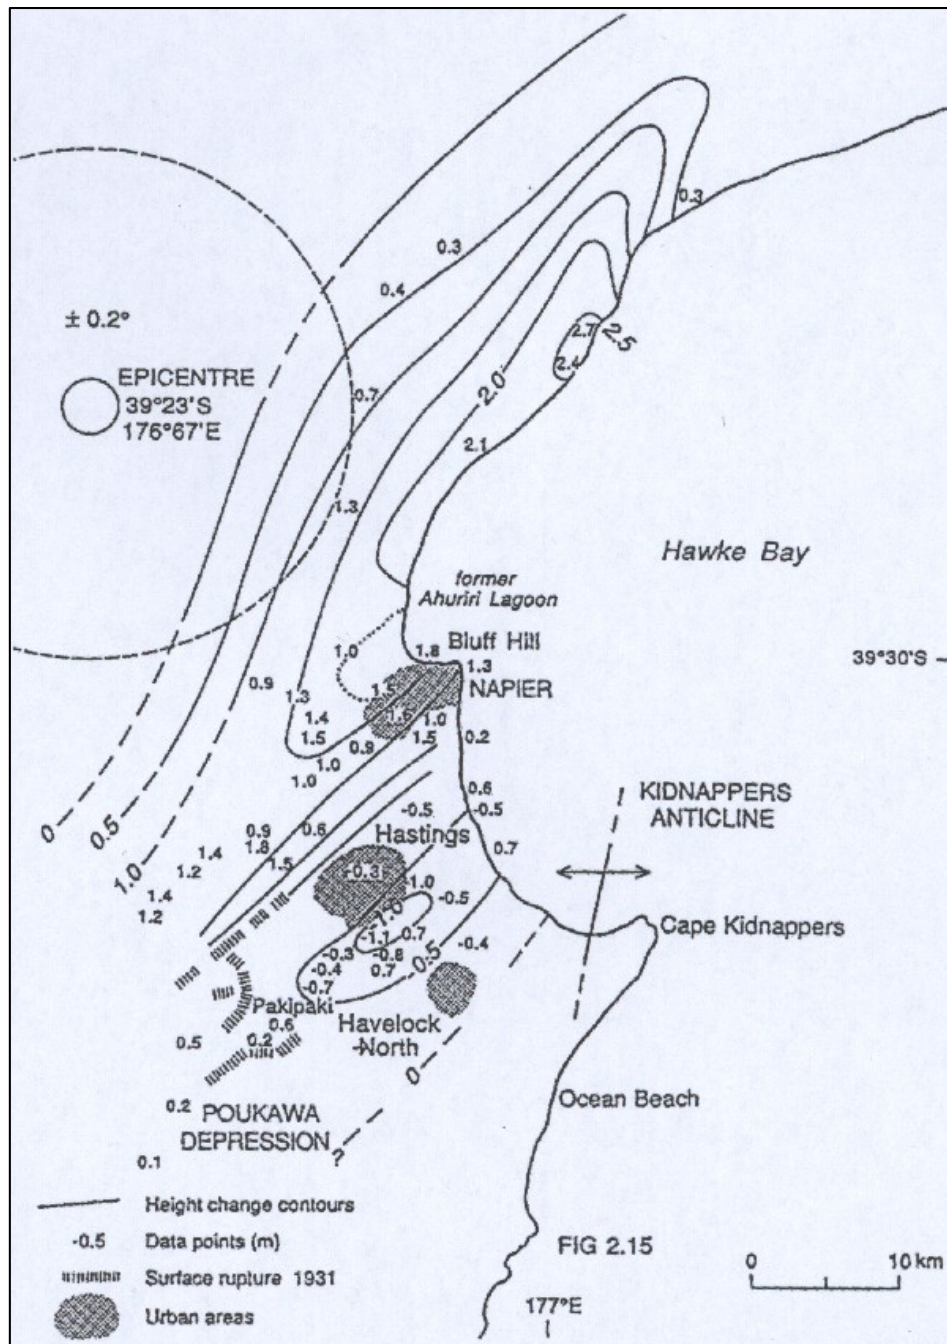 0.3
0.3
0.4
± 0.2°
2.7
2.5
2.4
EPICENTRE
39°23'S
176°67'E
0.7
2.0
2.1
1.3
Hawke Bay
former
Ahuriri Lagoon
1.0
1.8
Bluff Hill
39°30'S
1.3
0.9
1.3
1.5
NAPIER
1.4
1.6
1.0
1.5
0.9
1.5
0.2
1.0
1.0
0
0.5
1.0
0.6
KIDNAPPERS
ANTICLINE
-0.5
-0.5
0.9
0.6
Hastings
1.8
0.7
1.4
1.5
1.2
-0.3
-1.0
1.4
-0.5
1.2
-1.0
Cape Kidnappers
-1.1
0.7
-0.3
-0.8
-0.5
-0.4
-0.4
0.7
-0.7
Pakipaki
0.6
Havelock
North
0.5
0.2
0
Ocean Beach
0.2
POUKAWA
DEPRESSION
?
0.1
Height change contours
-0.5 Data points (m)
Surface rupture 1931
Urban areas
FIG 2.15
0 10 km
177°E